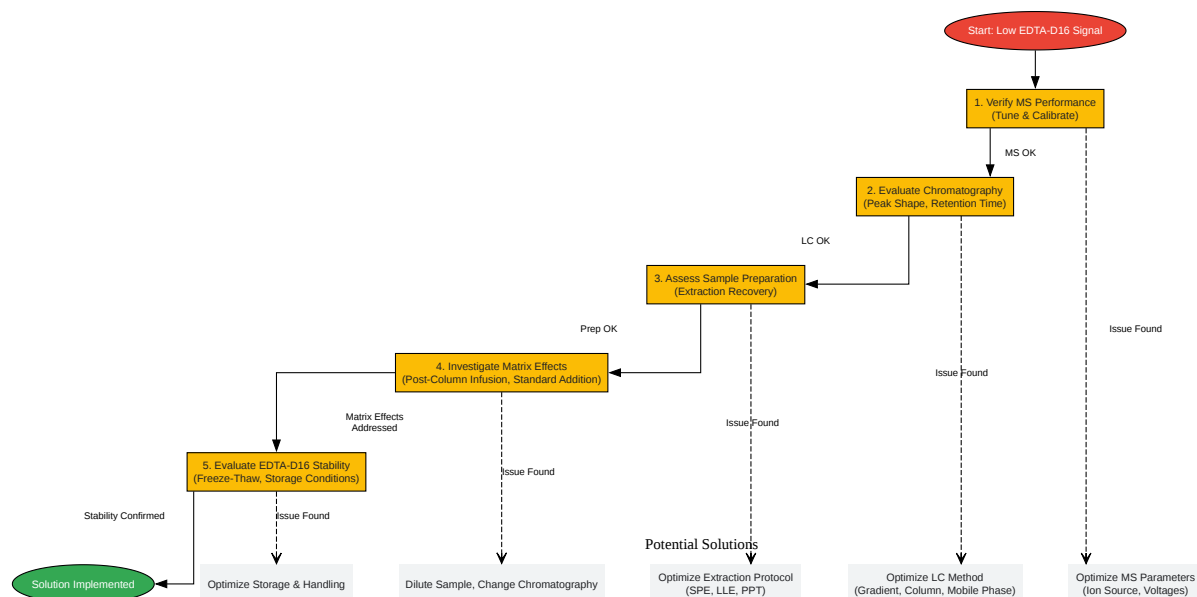 Start: Low EDTA-D16 Signal
1. Verify MS Performance
(Tune & Calibrate)
MS OK
2. Evaluate Chromatography
(Peak Shape, Retention Time)
LC OK
3. Assess Sample Preparation
(Extraction Recovery)
Prep OK
Issue Found
4. Investigate Matrix Effects
(Post-Column Infusion, Standard Addition)
Issue Found
Matrix Effects
Addressed
Issue Found
5. Evaluate EDTA-D16 Stability
(Freeze-Thaw, Storage Conditions)
Issue Found
Stability Confirmed
Issue Found
Potential Solutions
Solution Implemented
Optimize Storage & Handling
Dilute Sample, Change Chromatography
Optimize Extraction Protocol
(SPE, LLE, PPT)
Optimize LC Method
(Gradient, Column, Mobile Phase)
Optimize MS Parameters
(Ion Source, Voltages)